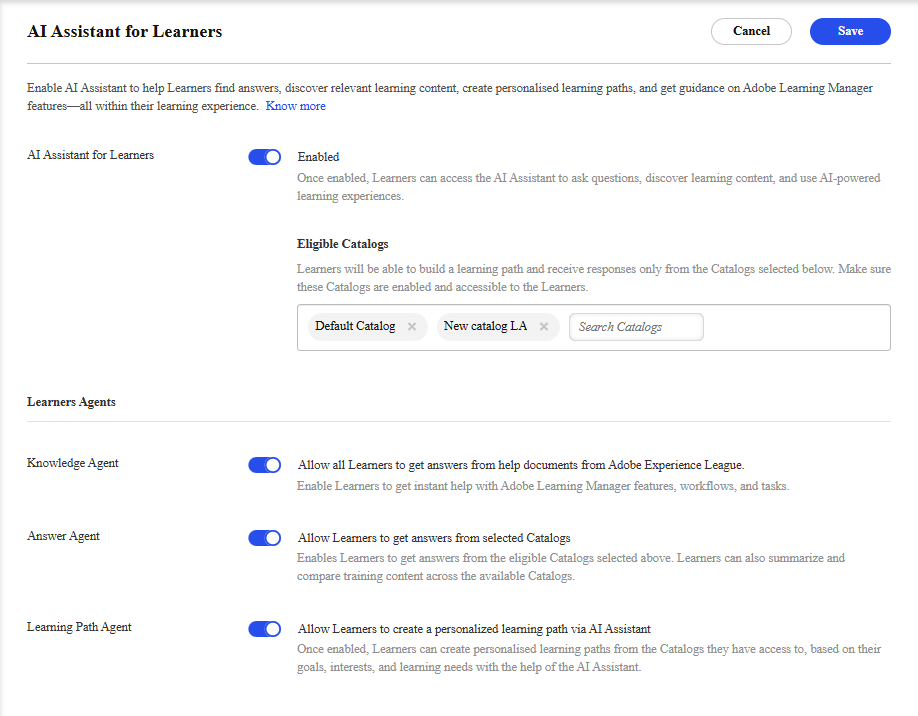 AI Assistant for Learners
Cancel
Save
Enable AI Assistant to help Learners find answers, discover relevant learning content, create personalised learning paths, and get guidance on Adobe Learning Manager
features—all within their learning experience. Know more
AI Assistant for Learners
Enabled
Once enabled, Learners can access the AI Assistant to ask questions, discover learning content, and use AI-powered
learning experiences.
Eligible Catalogs
Learners will be able to build a learning path and receive responses only from the Catalogs selected below. Make sure
these Catalogs are enabled and accessible to the Learners.
Default Catalog ×
New catalog LA ×
Search Catalogs
Learners Agents
Knowledge Agent
Allow all Learners to get answers from help documents from Adobe Experience League.
Enable Learners to get instant help with Adobe Learning Manager features, workflows, and tasks.
Answer Agent
Allow Learners to get answers from selected Catalogs
Enables Learners to get answers from the eligible Catalogs selected above. Learners can also summarize and
compare training content across the available Catalogs.
Learning Path Agent
Allow Learners to create a personalized learning path via AI Assistant
Once enabled, Learners can create personalised learning paths from the Catalogs they have access to, based on their
goals, interests, and learning needs with the help of the AI Assistant.